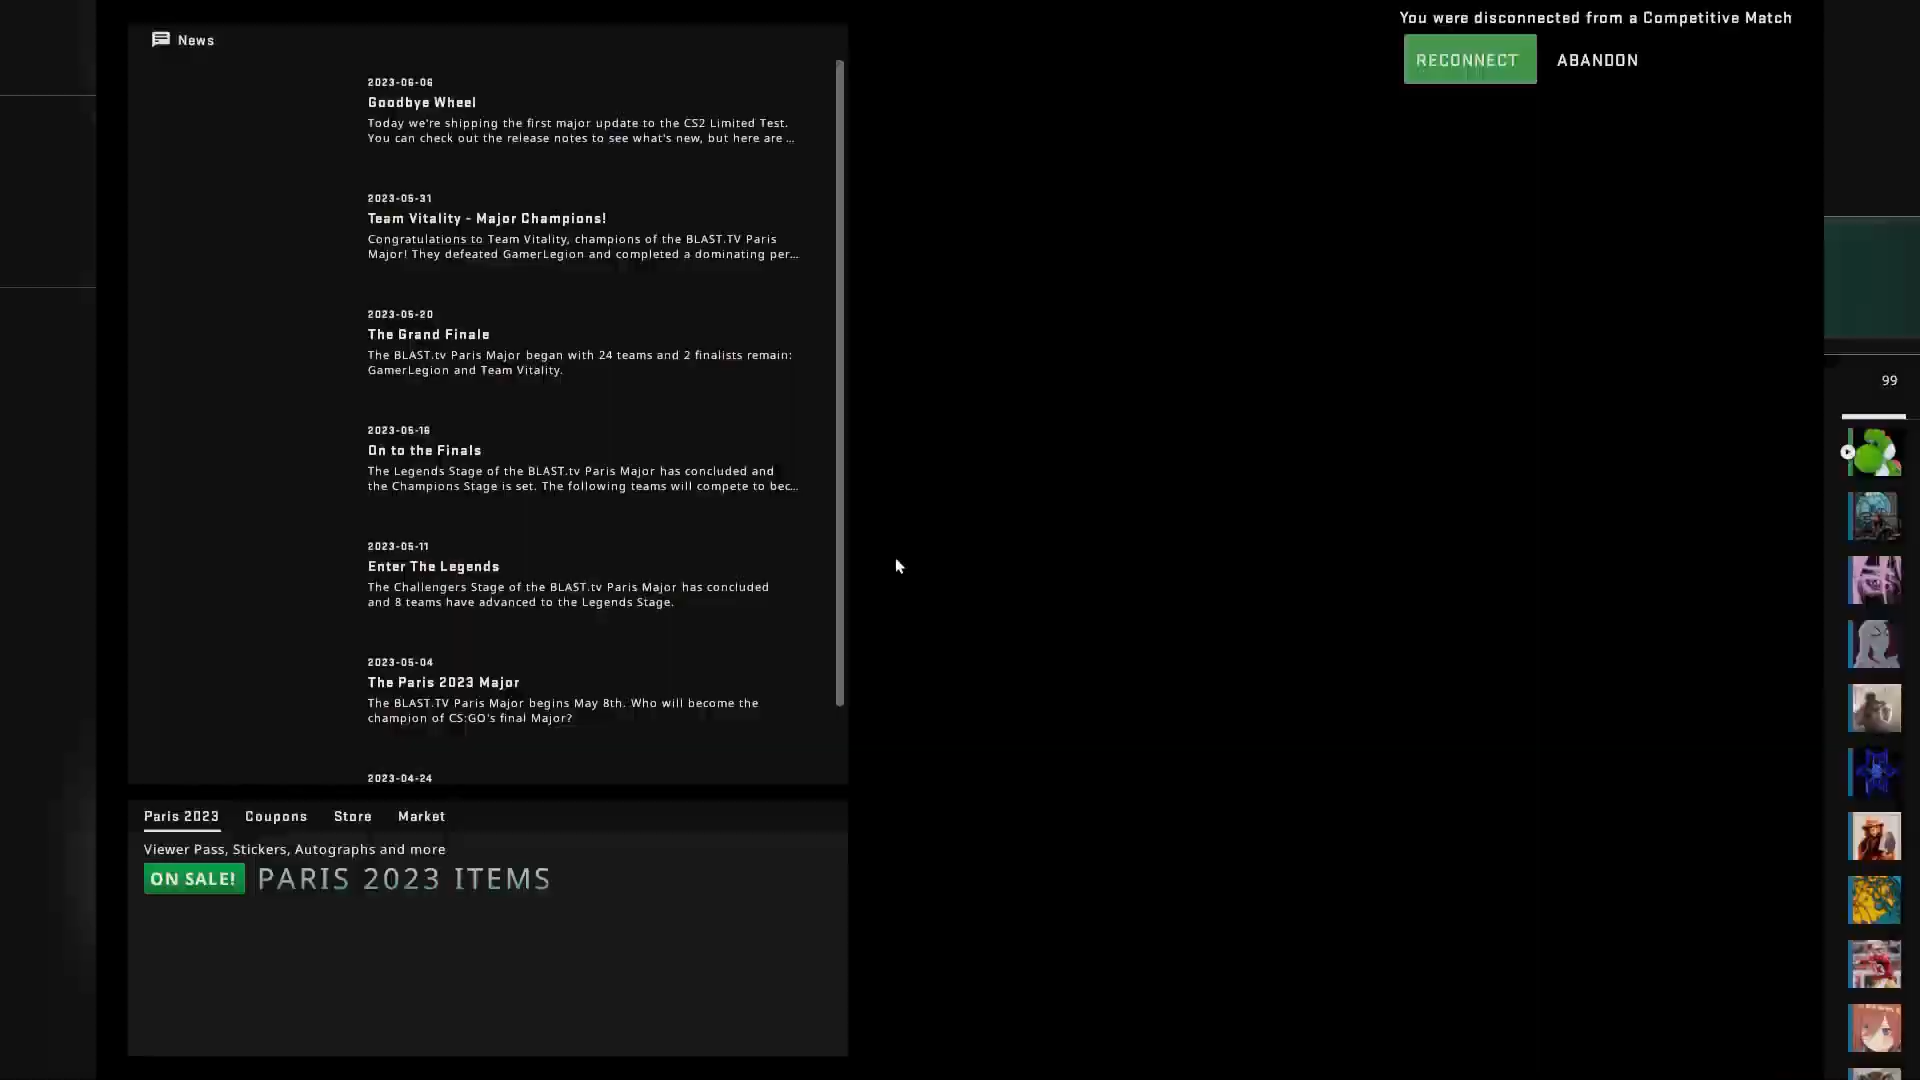 News
2023-06-06
Goodbye Wheel
Today we're shipping the first major update to the CS2 Limited Test.
You can check out the release notes to see what's new, but here are ...
2023-05-31
Team Vitality - Major Champions!
Congratulations to Team Vitality, champions of the BLAST.TV Paris
Major! They defeated GamerLegion and completed a dominating per...
2023-05-20
The Grand Finale
The BLAST.tv Paris Major began with 24 teams and 2 finalists remain:
GamerLegion and Team Vitality.
2023-05-16
On to the Finals
The Legends Stage of the BLAST.tv Paris Major has concluded and
the Champions Stage is set. The following teams will compete to bec...
2023-05-11
Enter The Legends
The Challengers Stage of the BLAST.tv Paris Major has concluded
and 8 teams have advanced to the Legends Stage.
2023-05-04
The Paris 2023 Major
The BLAST.TV Paris Major begins May 8th. Who will become the
champion of CS:GO's final Major?
2023-04-24
Paris 2023 Coupons Store Market
Viewer Pass, Stickers, Autographs and more
ON SALE! PARIS 2023 ITEMS
You were disconnected from a Competitive Match
RECONNECT ABANDON
99